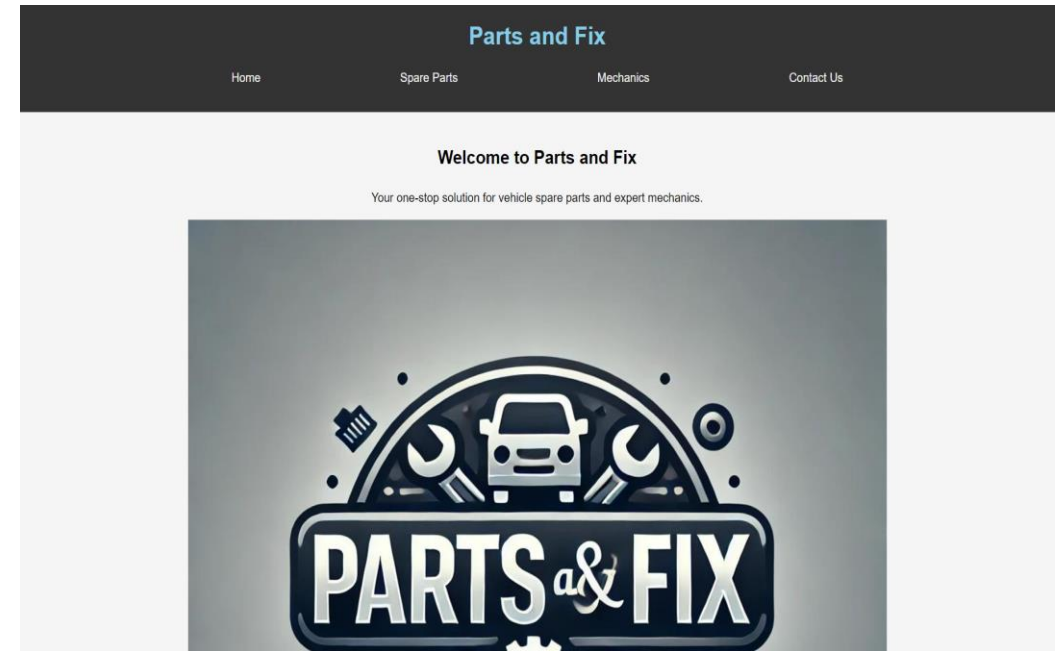 Parts and Fix
Home Spare Parts Mechanics Contact Us
Welcome to Parts and Fix
Your one-stop solution for vehicle spare parts and expert mechanics.
PARTS a& FIX